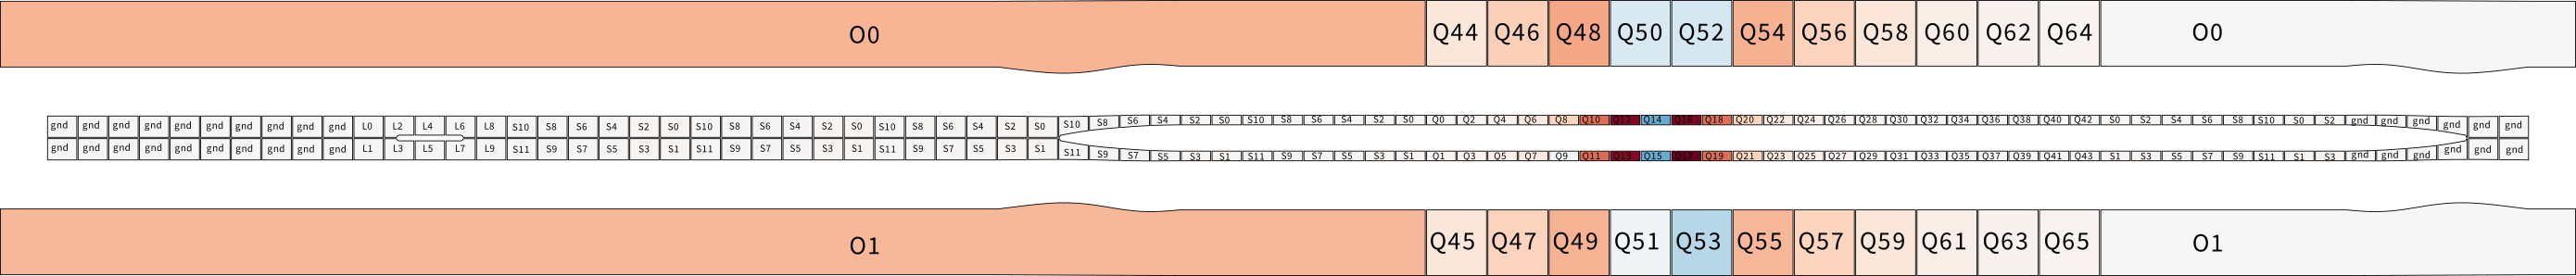 O0 Q44 Q46 Q48 Q50 Q52 Q54 Q56 Q58 Q60 Q62 Q64 O0
gnd gnd gnd gnd gnd gnd gnd gnd gnd gnd L0 L2 L4 L6 L8 S10 S8 S6 S4 S2 S0 S10 S8 S6 S4 S2 S0 S10 S8 S6 S4 S2 S0 S10 S8 S6 S4 S2 S0 S10 S8 S6 S4 S2 S0 Q0 Q2 Q4 Q6 Q8 Q10 Q12 Q14 Q16 Q18 Q20 Q22 Q24 Q26 Q28 Q30 Q32 Q34 Q36 Q38 Q40 Q42 S0 S2 S4 S6 S8 S10 S0 S2 gnd gnd gnd gnd gnd gnd
gnd gnd gnd gnd gnd gnd gnd gnd gnd gnd L1 L3 L5 L7 L9 S11 S9 S7 S5 S3 S1 S11 S9 S7 S5 S3 S1 S11 S9 S7 S5 S3 S1 S11 S9 S7 S5 S3 S1 S11 S9 S7 S5 S3 S1 Q1 Q3 Q5 Q7 Q9 Q11 Q13 Q15 Q17 Q19 Q21 Q23 Q25 Q27 Q29 Q31 Q33 Q35 Q37 Q39 Q41 Q43 S1 S3 S5 S7 S9 S11 S1 S3 gnd gnd gnd gnd gnd gnd
O1 Q45 Q47 Q49 Q51 Q53 Q55 Q57 Q59 Q61 Q63 Q65 O1